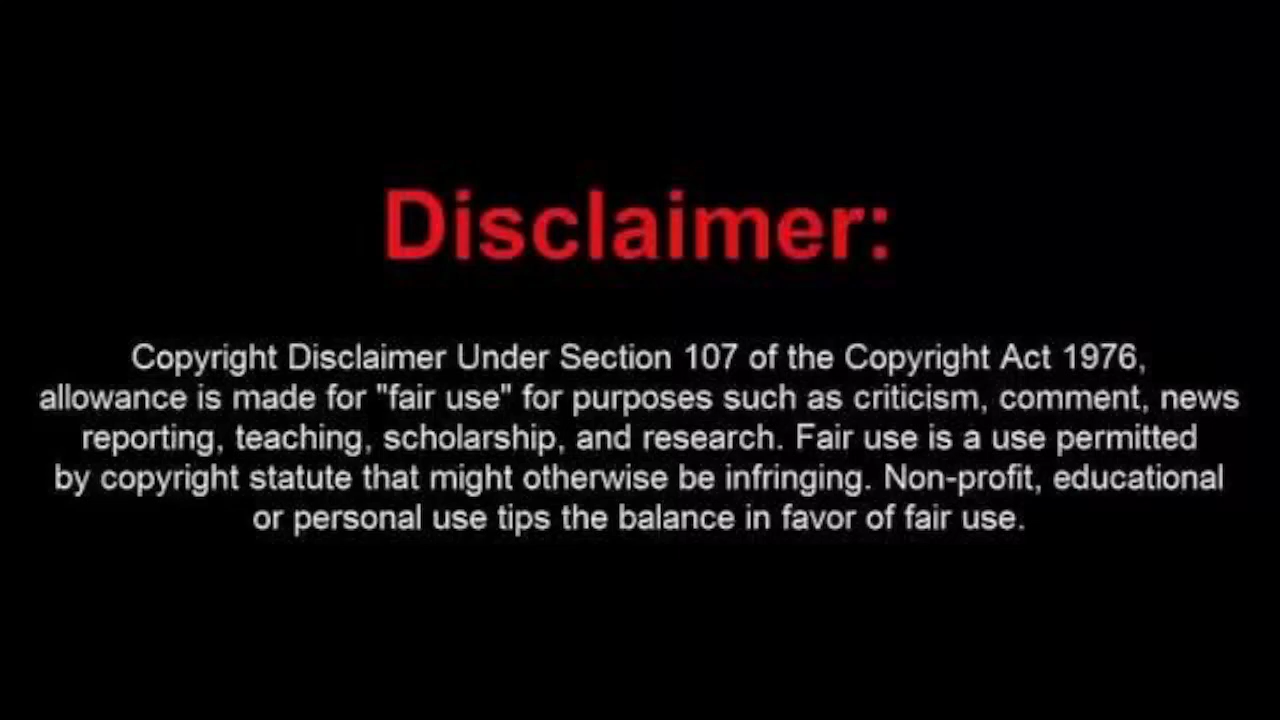 Disclaimer:
Copyright Disclaimer Under Section 107 of the Copyright Act 1976,
allowance is made for "fair use" for purposes such as criticism, comment, news
reporting, teaching, scholarship, and research. Fair use is a use permitted
by copyright statute that might otherwise be infringing. Non-profit, educational
or personal use tips the balance in favor of fair use.